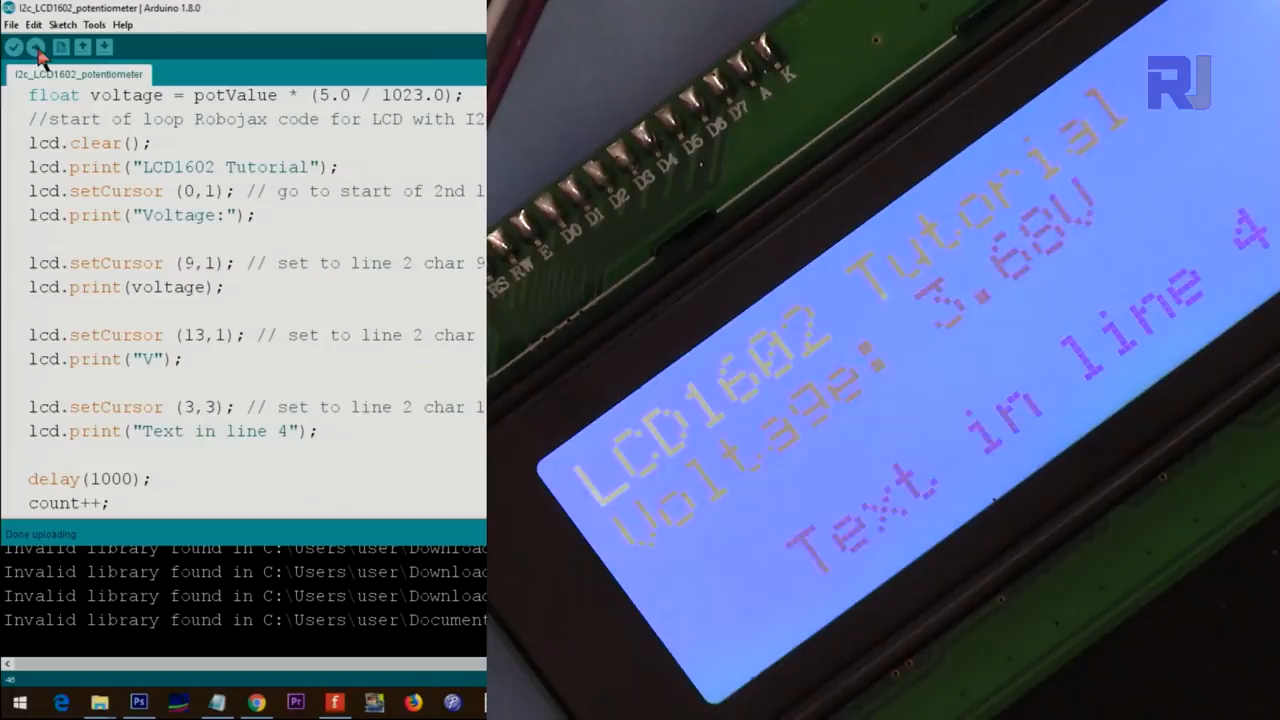 I2c_LCD1602_potentiometer | Arduino 1.8.0
File Edit Sketch Tools Help
I2c_LCD1602_potentiometer
float voltage = potValue * (5.0 / 1023.0);
//start of loop Robojax code for LCD with I2
lcd.clear();
lcd.print("LCD1602 Tutorial");
lcd.setCursor (0,1); // go to start of 2nd l
lcd.print("Voltage:");
lcd.setCursor (9,1); // set to line 2 char 9
lcd.print(voltage);
lcd.setCursor (13,1); // set to line 2 char
lcd.print("V");
lcd.setCursor (3,3); // set to line 2 char 1
lcd.print("Text in line 4");
delay(1000);
count++;
Done uploading.
Invalid library found in C:\Users\user\Downloa
Invalid library found in C:\Users\user\Downloa
Invalid library found in C:\Users\user\Downloa
Invalid library found in C:\Users\user\Document
46
RS RW E D0 D1 D2 D3 D4 D5 D6 D7 A K
LCD1602 Tutorial
Voltage: 3.68V
Text in line 4
RJ